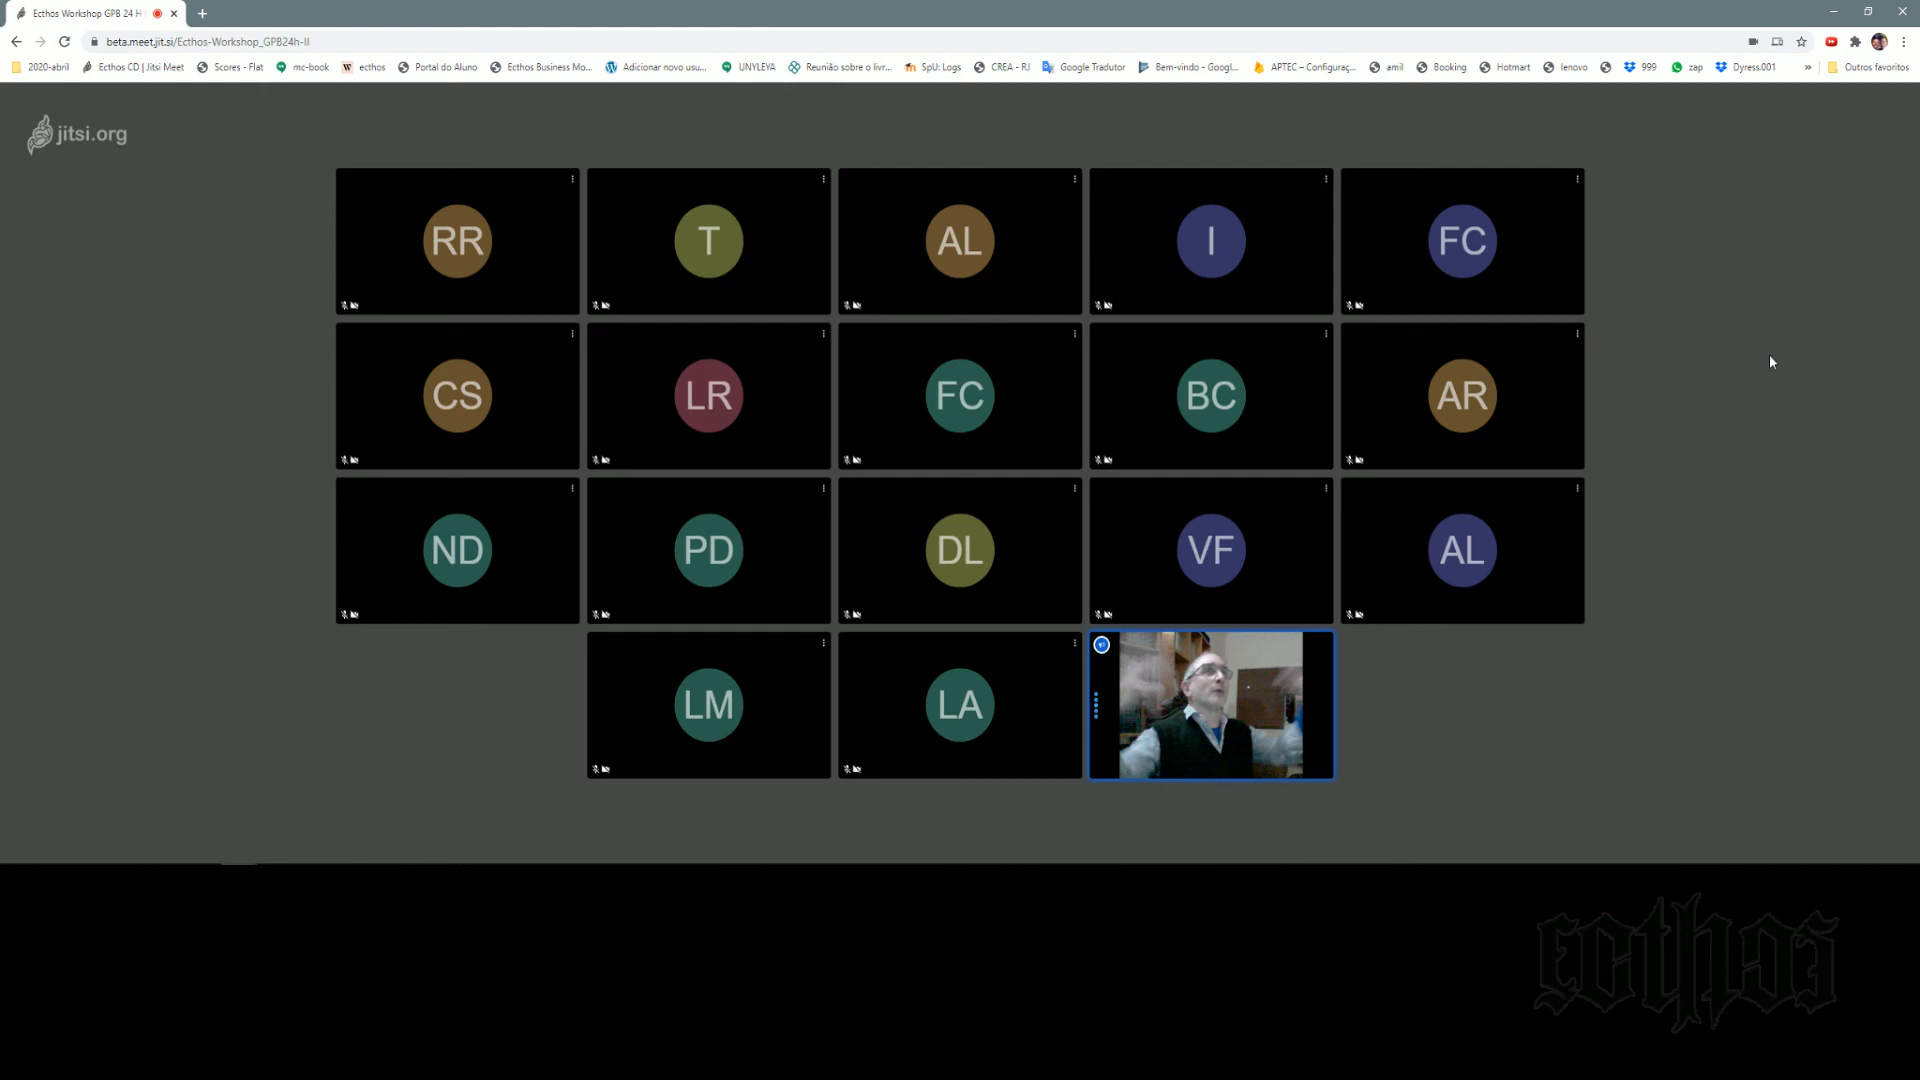 Ecthos Workshop GPB 24 H
beta.meet.jit.si/Ecthos-Workshop_GPB24h-II
2020-abril Ecthos CD | Jitsi Meet Scores - Flat mc-book ecthos Portal do Aluno Ecthos Business Mo... Adicionar novo usu... UNYLEYA Reunião sobre o livr... SpU: Logs CREA - RJ Google Tradutor Bem-vindo - Googl... APTEC – Configuraç... amil Booking Hotmart lenovo 999 zap Dyress.001 » Outros favoritos
jitsi.org
RR T AL I FC
CS LR FC BC AR
ND PD DL VF AL
LM LA
Ecthos